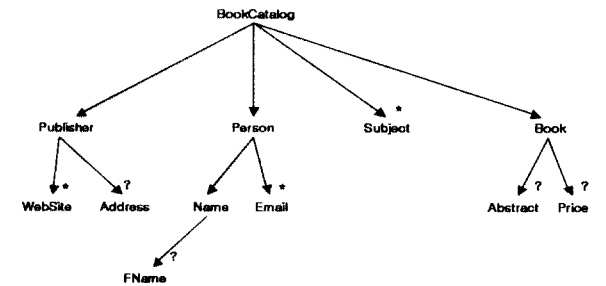 BookCatalog
*
Publisher Person Subject Book
* ? * ? ?
WebSite Address Name Email Abstract Price
?
FName